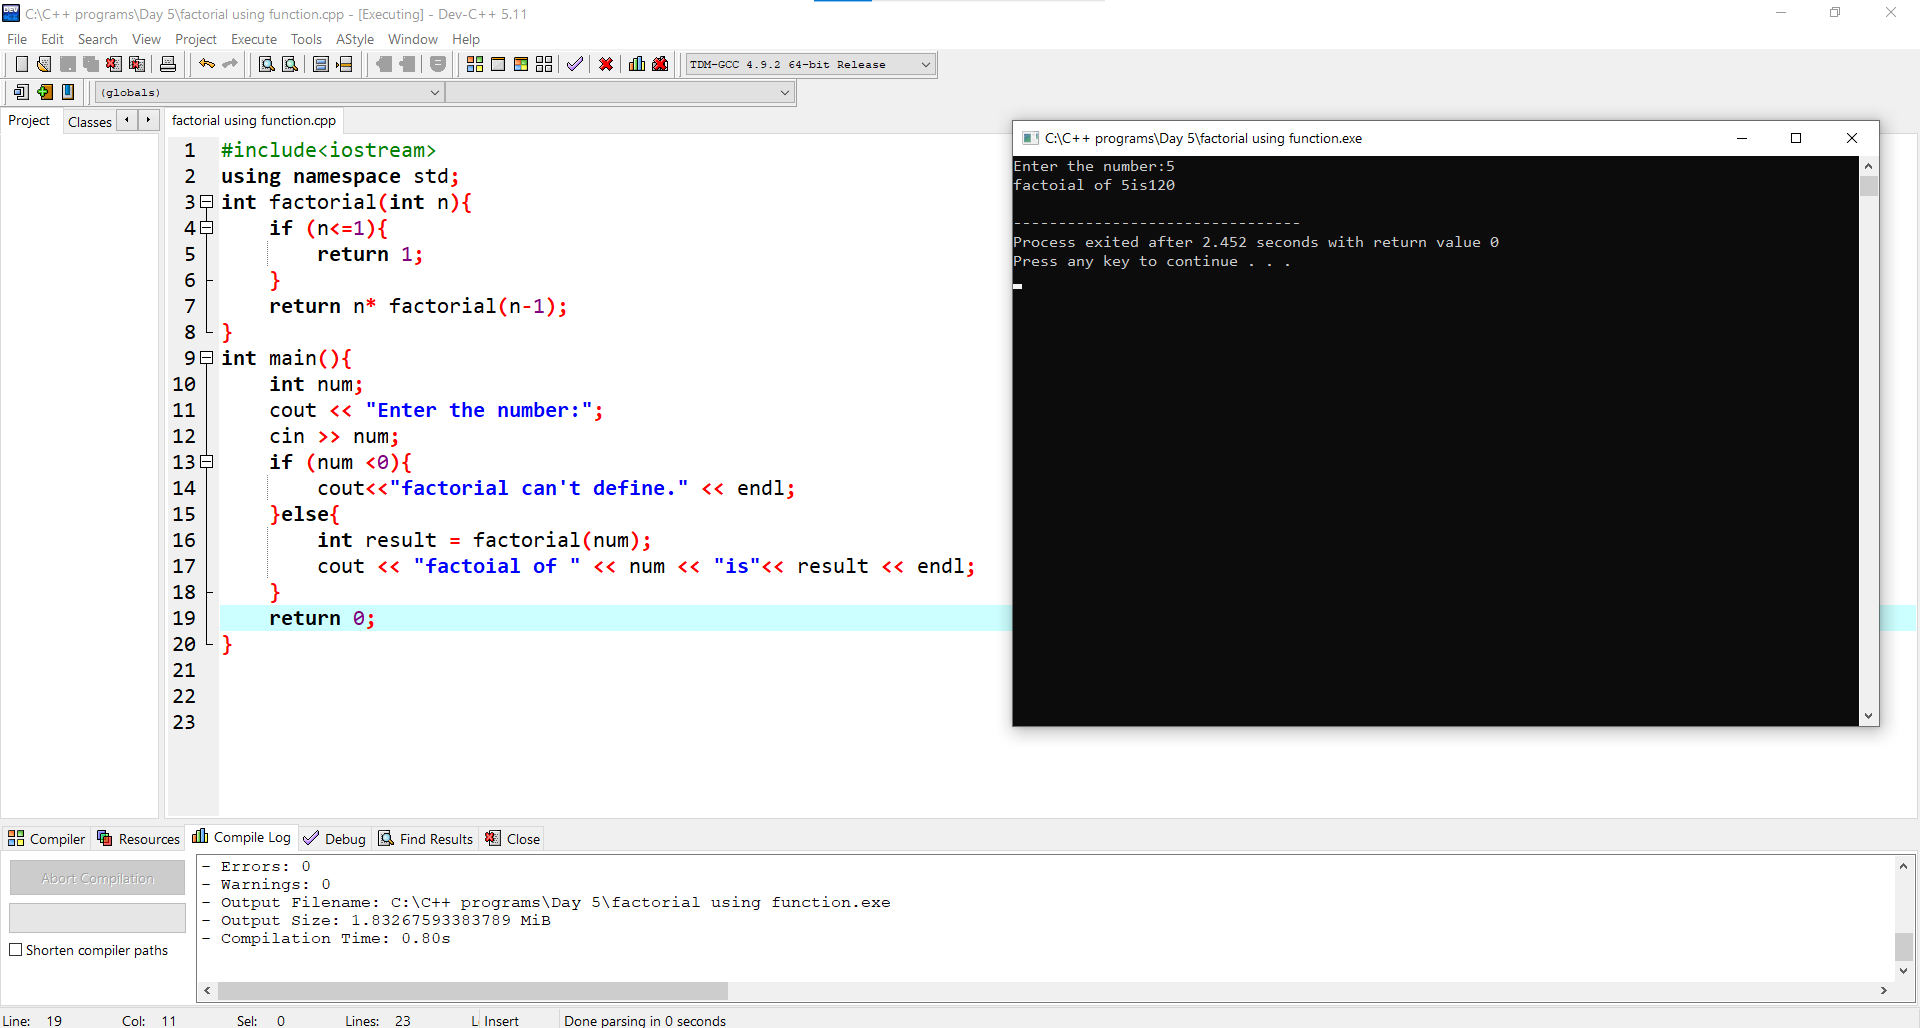 C:\C++ programs\Day 5\factorial using function.cpp - [Executing] - Dev-C++ 5.11
File Edit Search View Project Execute Tools AStyle Window Help
TDM-GCC 4.9.2 64-bit Release
(globals)
Project Classes
factorial using function.cpp
1 #include<iostream>
2 using namespace std;
3 int factorial(int n){
4     if (n<=1){
5         return 1;
6     }
7     return n* factorial(n-1);
8 }
9 int main(){
10     int num;
11     cout << "Enter the number:";
12     cin >> num;
13     if (num <0){
14         cout<<"factorial can't define." << endl;
15     }else{
16         int result = factorial(num);
17         cout << "factoial of " << num << "is"<< result << endl;
18     }
19     return 0;
20 }
21
22
23
C:\C++ programs\Day 5\factorial using function.exe
Enter the number:5
factoial of 5is120
--------------------------------
Process exited after 2.452 seconds with return value 0
Press any key to continue . . .
Compiler Resources Compile Log Debug Find Results Close
Abort Compilation
Shorten compiler paths
- Errors: 0
- Warnings: 0
- Output Filename: C:\C++ programs\Day 5\factorial using function.exe
- Output Size: 1.83267593383789 MiB
- Compilation Time: 0.80s
Line: 19 Col: 11 Sel: 0 Lines: 23 L Insert Done parsing in 0 seconds